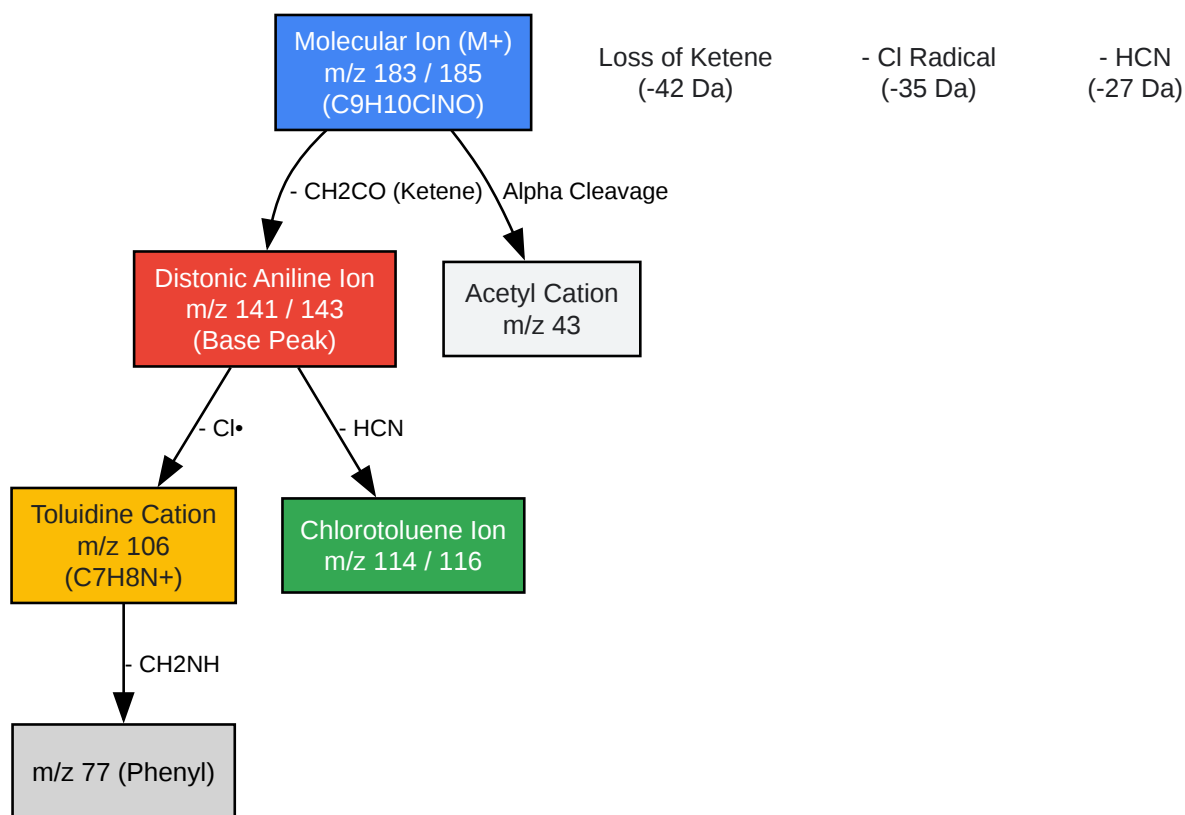 Molecular Ion (M+)
m/z 183 / 185
(C9H10ClNO)
Loss of Ketene
(-42 Da)
- Cl Radical
(-35 Da)
- HCN
(-27 Da)
- CH2CO (Ketene)
Alpha Cleavage
Distonic Aniline Ion
m/z 141 / 143
(Base Peak)
Acetyl Cation
m/z 43
- Cl•
- HCN
Toluidine Cation
m/z 106
(C7H8N+)
Chlorotoluene Ion
m/z 114 / 116
- CH2NH
m/z 77 (Phenyl)